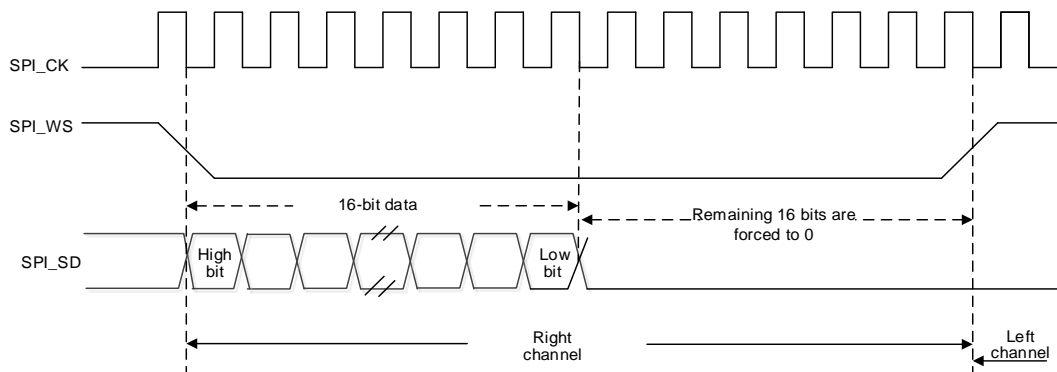 SPI_CK
SPI_WS
16-bit data
Remaining 16 bits are
forced to 0
SPI_SD
High
bit
Low
bit
Right
channel
Left
channel